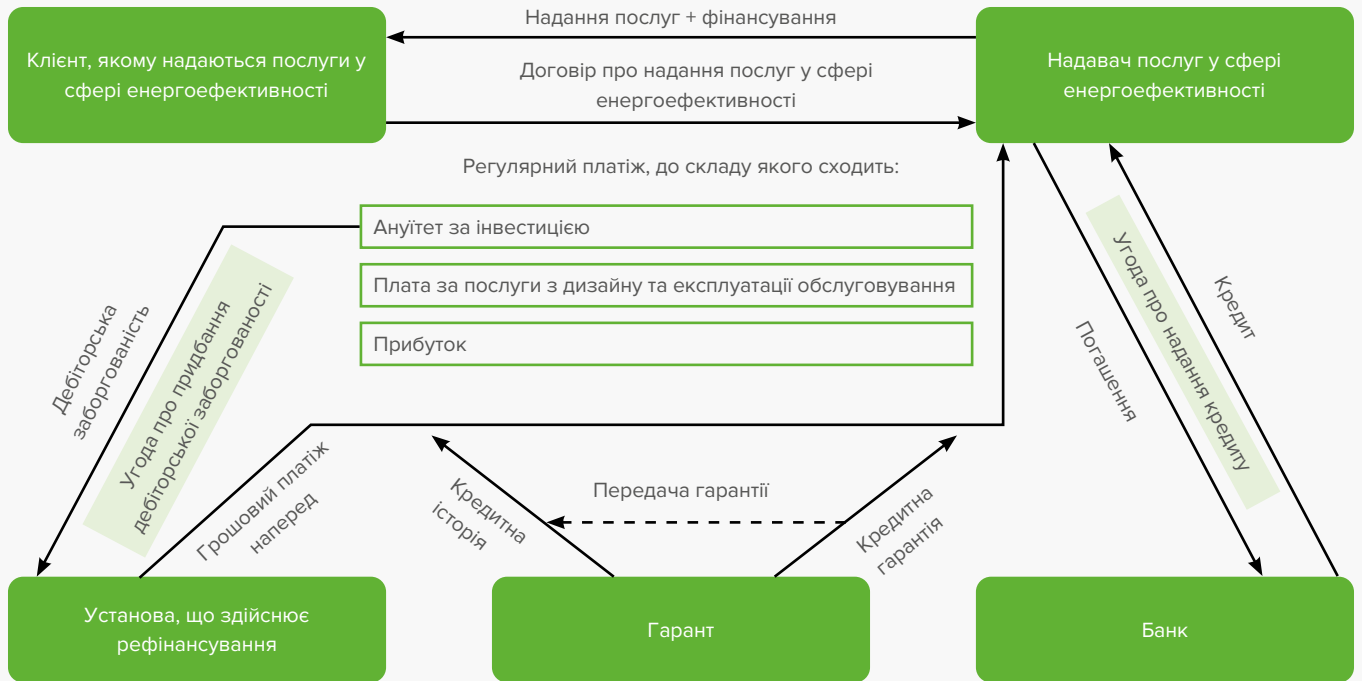 Надання послуг + фінансування
Клієнт, якому надаються послуги у
сфері енергоефективності
Договір про надання послуг у сфері
енергоефективності
Надавач послуг у сфері
енергоефективності
Регулярний платіж, до складу якого сходить:
Ануїтет за інвестицією
Плата за послуги з дизайну та експлуатації обслуговування
Прибуток
Дебіторська
заборгованість
Угода про придбання
дебіторської заборгованості
Грошовий платіж
наперед
Кредитна
історія
Передача гарантії
Кредитна
гарантія
Погашення
Угода про надання кредиту
Кредит
Установа, що здійснює
рефінансування
Гарант
Банк